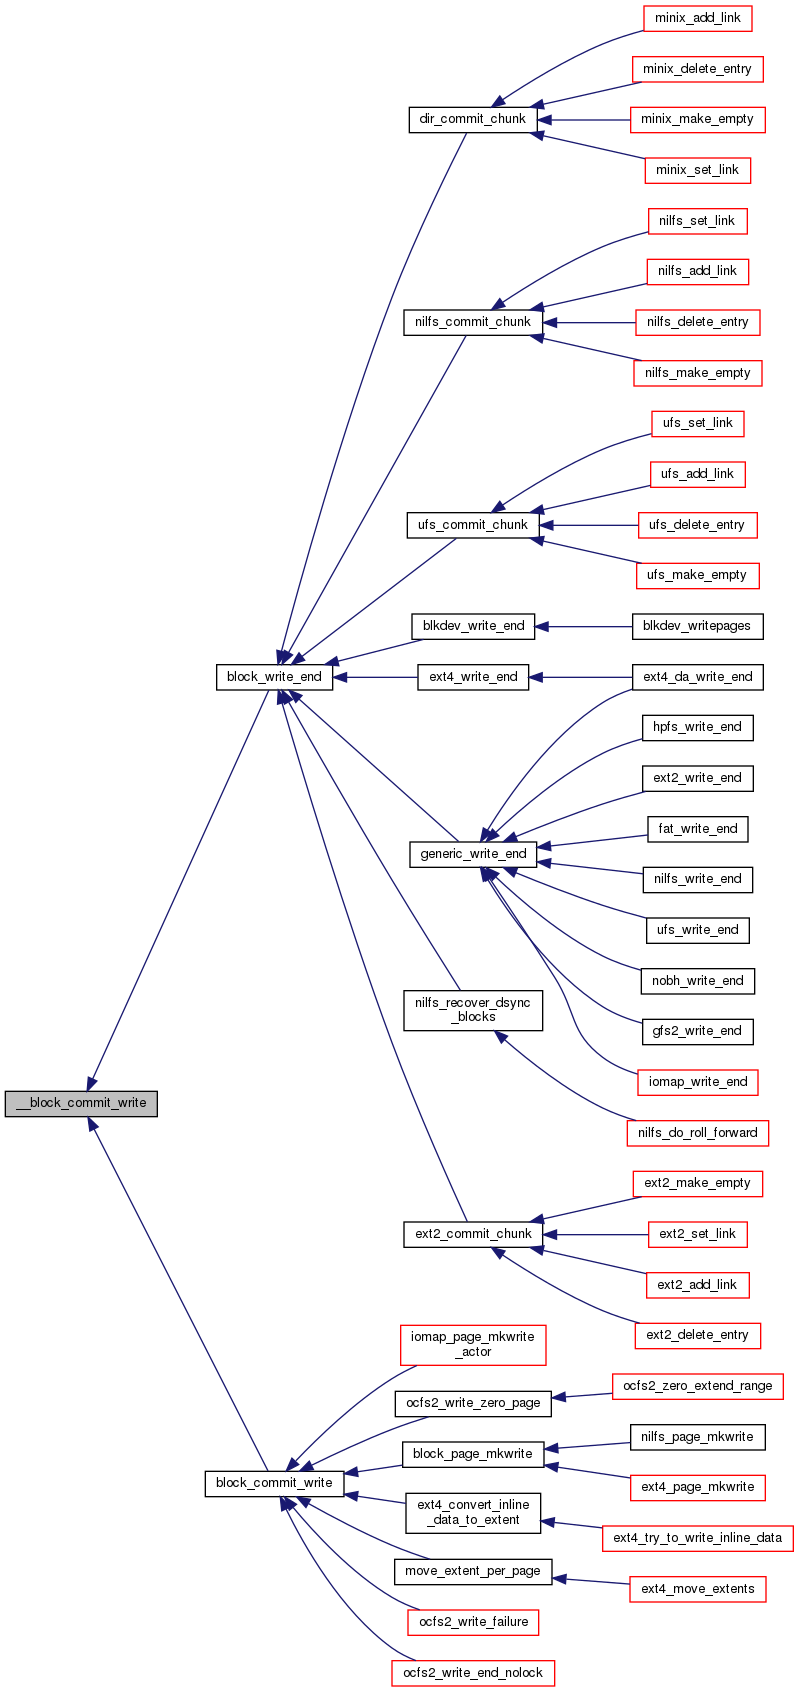 minix_add_link
minix_delete_entry
dir_commit_chunk
minix_make_empty
minix_set_link
nilfs_set_link
nilfs_add_link
nilfs_commit_chunk
nilfs_delete_entry
nilfs_make_empty
ufs_set_link
ufs_add_link
ufs_commit_chunk
ufs_delete_entry
ufs_make_empty
blkdev_write_end
blkdev_writepages
block_write_end
ext4_write_end
ext4_da_write_end
hpfs_write_end
ext2_write_end
fat_write_end
generic_write_end
nilfs_write_end
ufs_write_end
nobh_write_end
nilfs_recover_dsync
_blocks
gfs2_write_end
iomap_write_end
__block_commit_write
nilfs_do_roll_forward
ext2_make_empty
ext2_commit_chunk
ext2_set_link
ext2_add_link
ext2_delete_entry
iomap_page_mkwrite
_actor
ocfs2_write_zero_page
ocfs2_zero_extend_range
block_page_mkwrite
nilfs_page_mkwrite
block_commit_write
ext4_page_mkwrite
ext4_convert_inline
_data_to_extent
ext4_try_to_write_inline_data
move_extent_per_page
ext4_move_extents
ocfs2_write_failure
ocfs2_write_end_nolock